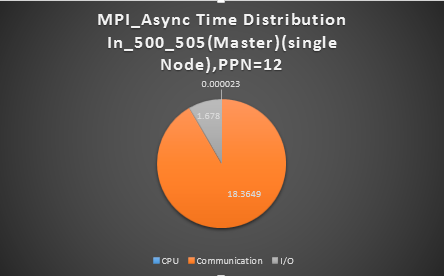 MPI_Async Time Distribution
In_500_505(Master)(single
Node),PPN=12
0.000023
1.678
18.3649
CPU Communication I/O